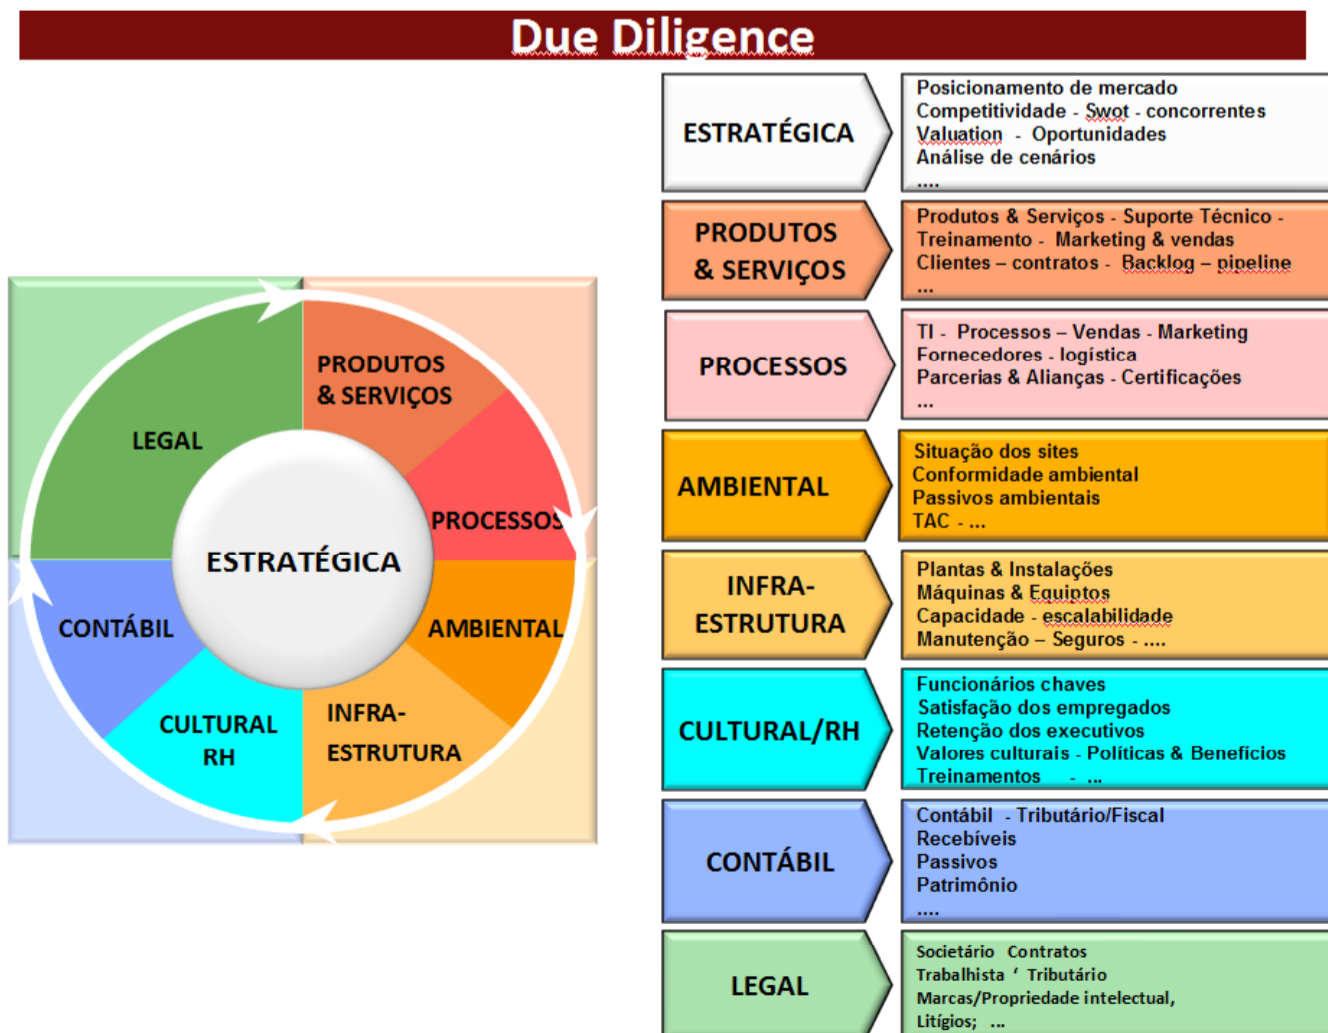 Due Diligence
LEGAL
PRODUTOS
& SERVIÇOS
PROCESSOS
ESTRATÉGICA
CONTÁBIL
AMBIENTAL
CULTURAL
RH
INFRA-
ESTRUTURA
ESTRATÉGICA
Posicionamento de mercado
Competitividade - Swot - concorrentes
Valuation - Oportunidades
Análise de cenários
....
PRODUTOS
& SERVIÇOS
Produtos & Serviços - Suporte Técnico -
Treinamento - Marketing & vendas
Clientes – contratos - Backlog – pipeline
...
PROCESSOS
TI - Processos – Vendas - Marketing
Fornecedores - logística
Parcerias & Alianças - Certificações
...
AMBIENTAL
Situação dos sites
Conformidade ambiental
Passivos ambientais
TAC - ...
INFRA-
ESTRUTURA
Plantas & Instalações
Máquinas & Equiptos
Capacidade - escalabilidade
Manutenção – Seguros - ....
CULTURAL/RH
Funcionários chaves
Satisfação dos empregados
Retenção dos executivos
Valores culturais - Políticas & Benefícios
Treinamentos - ...
CONTÁBIL
Contábil - Tributário/Fiscal
Recebíveis
Passivos
Patrimônio
....
LEGAL
Societário Contratos
Trabalhista ‘ Tributário
Marcas/Propriedade intelectual,
Litígios; ...